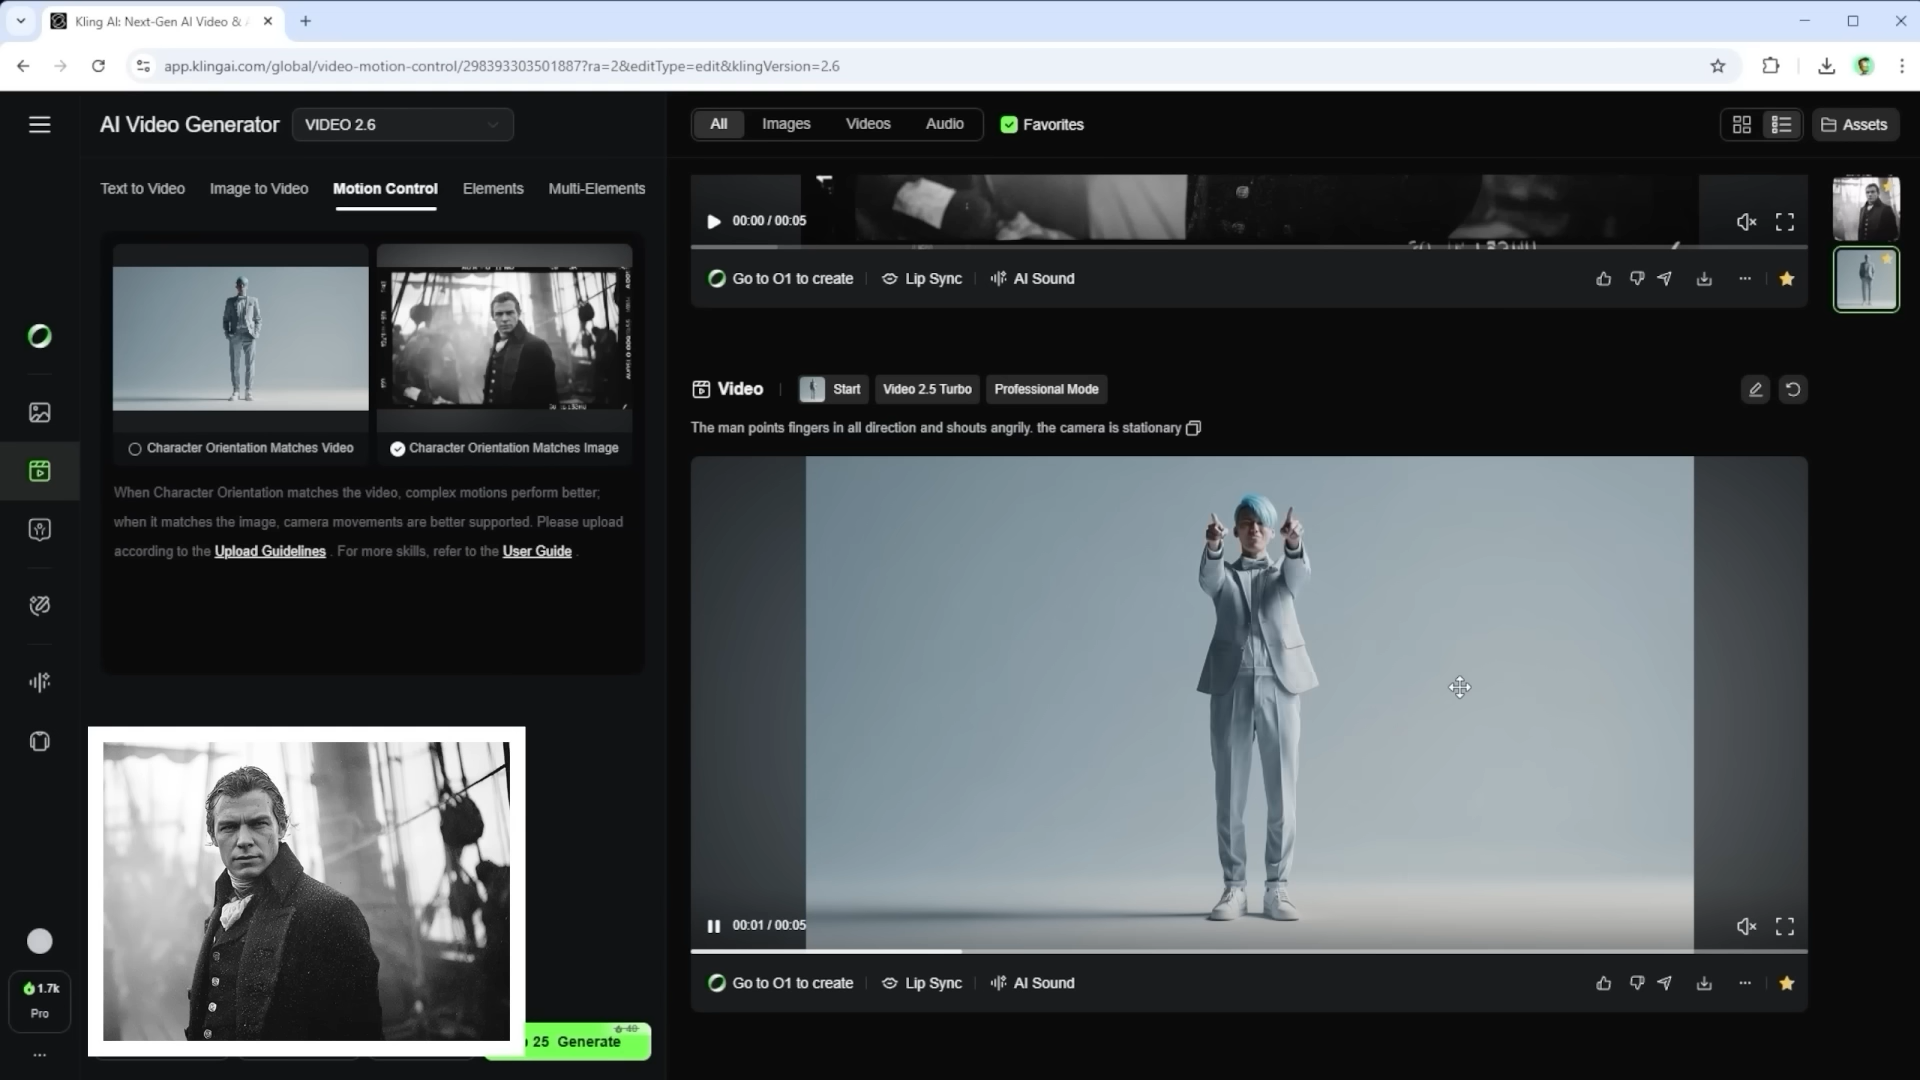 Kling AI: Next-Gen AI Video & A
app.klingai.com/global/video-motion-control/298393303501887?ra=2&editType=edit&klingVersion=2.6
AI Video Generator
VIDEO 2.6
All
Images
Videos
Audio
Favorites
Assets
Text to Video
Image to Video
Motion Control
Elements
Multi-Elements
00:00 / 00:05
Go to O1 to create
Lip Sync
AI Sound
Character Orientation Matches Video
Character Orientation Matches Image
When Character Orientation matches the video, complex motions perform better;
when it matches the image, camera movements are better supported. Please upload
according to the Upload Guidelines . For more skills, refer to the User Guide .
Video
Start
Video 2.5 Turbo
Professional Mode
The man points fingers in all direction and shouts angrily. the camera is stationary
00:01 / 00:05
Go to O1 to create
Lip Sync
AI Sound
1.7k
Pro
25 Generate